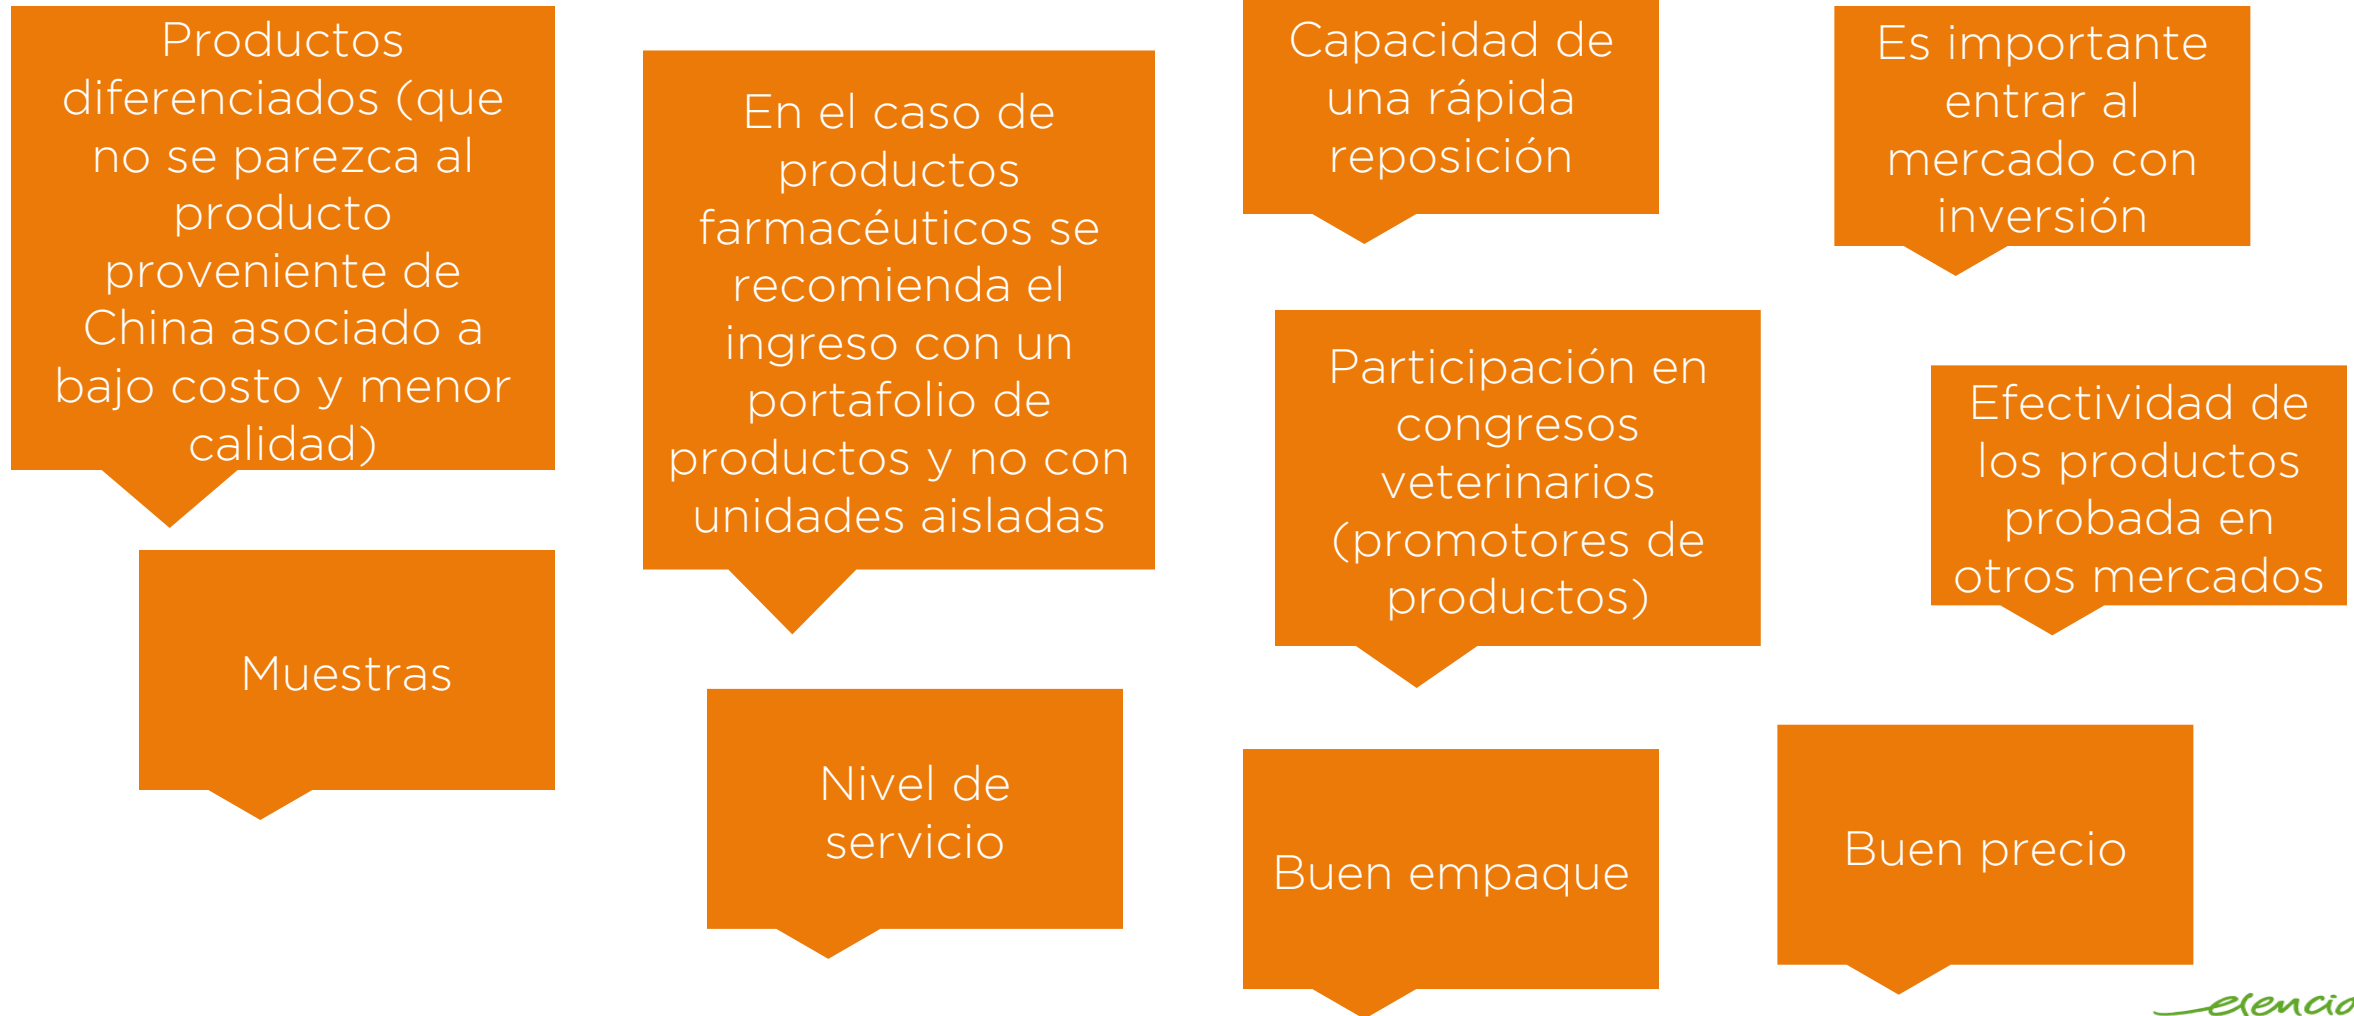 Productos
diferenciados (que
no se parezca al
producto
proveniente de
China asociado a
bajo costo y menor
calidad)
Muestras
En el caso de
productos
farmacéuticos se
recomienda el
ingreso con un
portafolio de
productos y no con
unidades aisladas
Nivel de
servicio
Capacidad de
una rápida
reposición
Participación en
congresos
veterinarios
(promotores de
productos)
Buen empaque
Es importante
entrar al
mercado con
inversión
Efectividad de
los productos
probada en
otros mercados
Buen precio